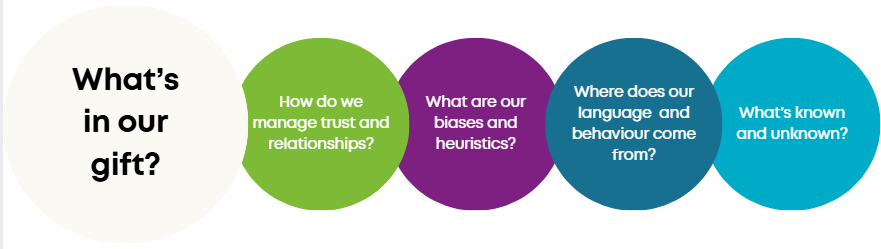 What's
in our
gift?
How do we
manage trust and
relationships?
What are our
biases and
heuristics?
Where does our
language and
behaviour come
from?
What's known
and unknown?